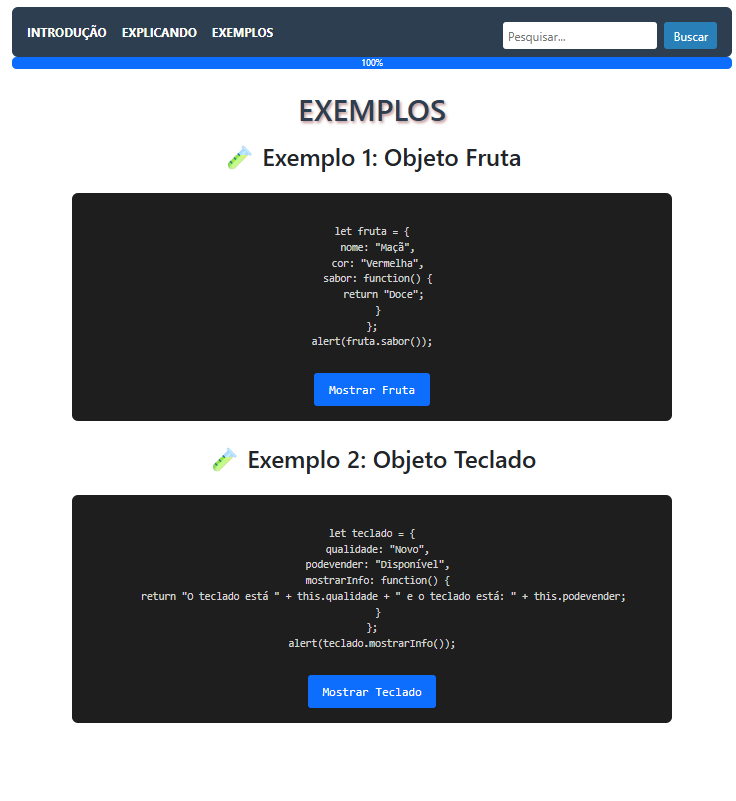 INTRODUÇÃO EXPLICANDO EXEMPLOS Pesquisar... Buscar
100%
EXEMPLOS
Exemplo 1: Objeto Fruta
let fruta = {
nome: "Maçã",
cor: "Vermelha",
sabor: function() {
return "Doce";
}
};
alert(fruta.sabor());
Mostrar Fruta
Exemplo 2: Objeto Teclado
let teclado = {
qualidade: "Novo",
podevender: "Disponível",
mostrarInfo: function() {
return "O teclado está " + this.qualidade + " e o teclado está: " + this.podevender;
}
};
alert(teclado.mostrarInfo());
Mostrar Teclado